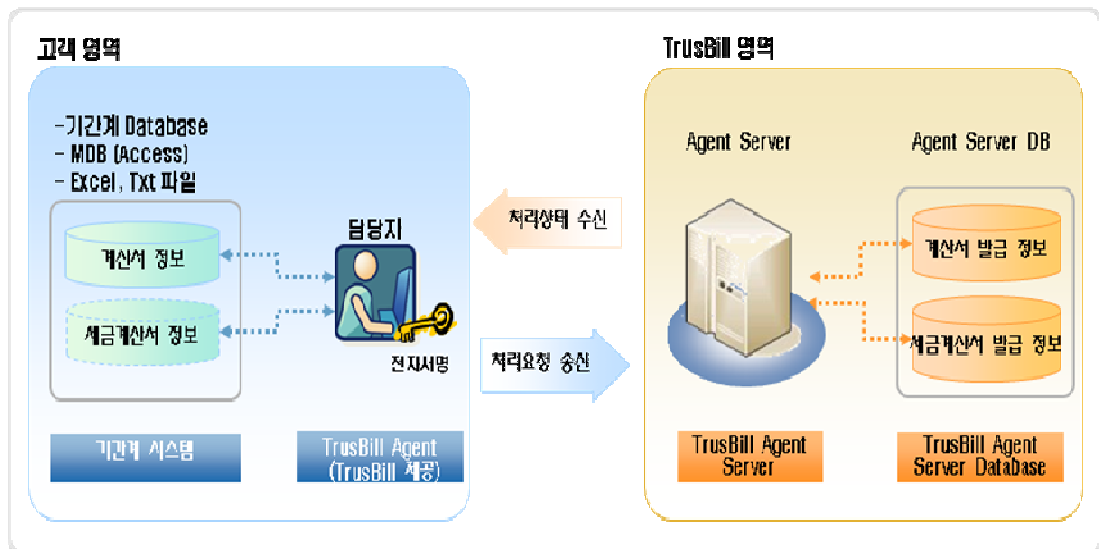 고객 영역
-기간계 Database
- MDB (Access)
- Excel, Txt 파일
계산서 정보
세금계산서 정보
담당자
전자서명
기간계 시스템
TrusBill Agent
(TrusBill 제공)
처리상태 수신
처리요청 송신
TrusBill 영역
Agent Server
Agent Server DB
계산서 발급 정보
세금계산서 발급 정보
TrusBill Agent
Server
TrusBill Agent
Server Database